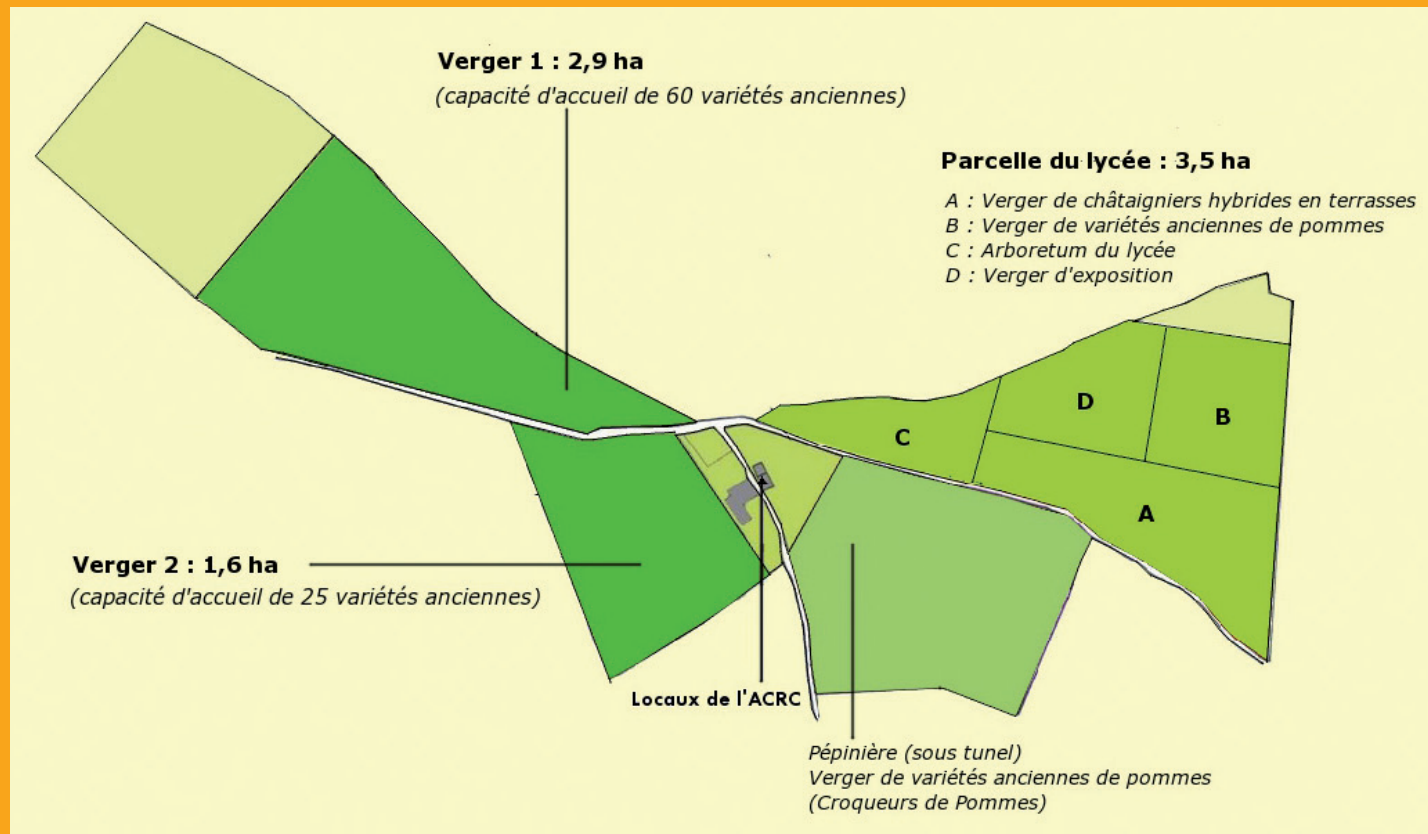 Verger 1 : 2,9 ha
(capacité d'accueil de 60 variétés anciennes)
Parcelle du lycée : 3,5 ha
A : Verger de châtaigniers hybrides en terrasses
B : Verger de variétés anciennes de pommes
C : Arboretum du lycée
D : Verger d'exposition
D
B
C
A
Verger 2 : 1,6 ha
(capacité d'accueil de 25 variétés anciennes)
Locaux de l'ACRC
Pépinière (sous tunel)
Verger de variétés anciennes de pommes
(Croqueurs de Pommes)